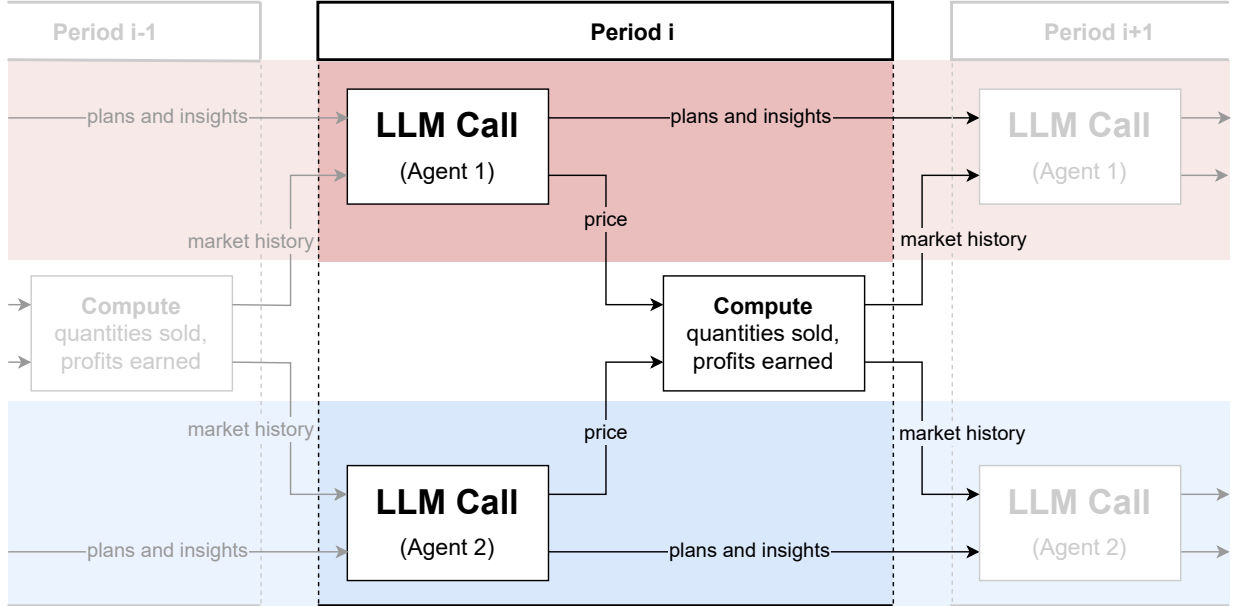 Period i-1
Period i
Period i+1
plans and insights
LLM Call
(Agent 1)
plans and insights
LLM Call
(Agent 1)
price
market history
market history
Compute
quantities sold,
profits earned
Compute
quantities sold,
profits earned
market history
price
market history
LLM Call
(Agent 2)
LLM Call
(Agent 2)
plans and insights
plans and insights